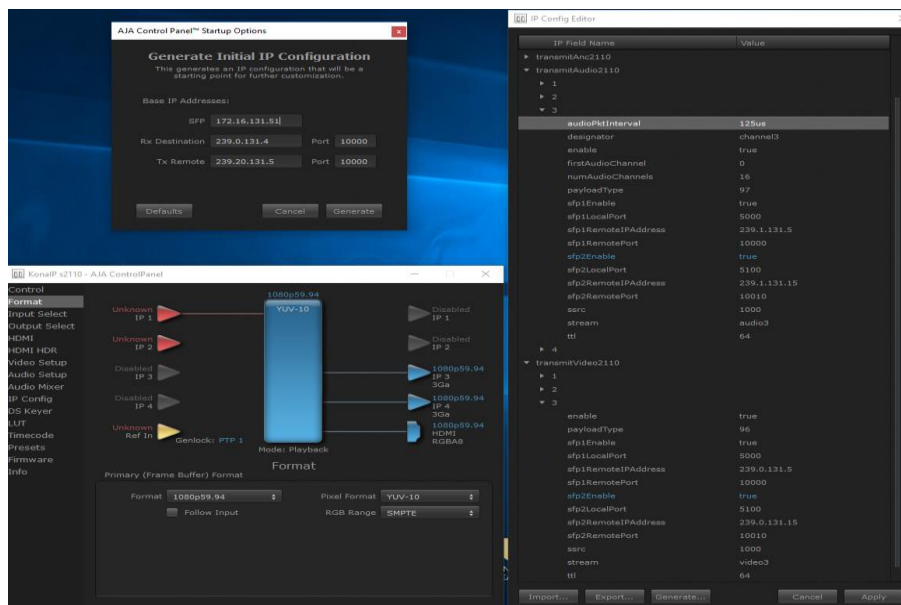 AJA Control Panel™ Startup Options
Generate Initial IP Configuration
This generates an IP configuration that will be a
starting point for further customization.
Base IP Addresses:
SFP 172.16.131.51
Rx Destination 239.0.131.4 Port 10000
Tx Remote 239.20.131.5 Port 10000
Defaults Cancel Generate
KonaIP s2110 - AJA ControlPanel
Control
Format
Input Select
Output Select
HDMI
HDMI HDR
Video Setup
Audio Setup
Audio Mixer
IP Config
DS Keyer
LUT
Timecode
Presets
Firmware
Info
1080p59.94
YUV-10
Unknown
IP 1
Unknown
IP 2
Disabled
IP 3
Disabled
IP 4
Unknown
Ref In
Genlock: PTP 1
Mode: Playback
Disabled
IP 1
Disabled
IP 2
1080p59.94
IP 3
3Ga
1080p59.94
IP 4
3Ga
1080p59.94
HDMI
RGBA8
Format
Primary (Frame Buffer) Format
Format 1080p59.94 Pixel Format YUV-10
Follow Input RGB Range SMPTE
IP Config Editor
IP Field Name Value
transmitAnc2110
transmitAudio2110
1
2
3
audioPktInterval 125us
designator channel3
enable true
firstAudioChannel 0
numAudioChannels 16
payloadType 97
sfp1Enable true
sfp1LocalPort 5000
sfp1RemoteIPAddress 239.1.131.5
sfp1RemotePort 10000
sfp2Enable true
sfp2LocalPort 5100
sfp2RemoteIPAddress 239.1.131.15
sfp2RemotePort 10010
ssrc 1000
stream audio3
ttl 64
4
transmitVideo2110
1
2
3
enable true
payloadType 96
sfp1Enable true
sfp1LocalPort 5000
sfp1RemoteIPAddress 239.0.131.5
sfp1RemotePort 10000
sfp2Enable true
sfp2LocalPort 5100
sfp2RemoteIPAddress 239.0.131.15
sfp2RemotePort 10010
ssrc 1000
stream video3
ttl 64
Import... Export... Generate... Cancel Apply